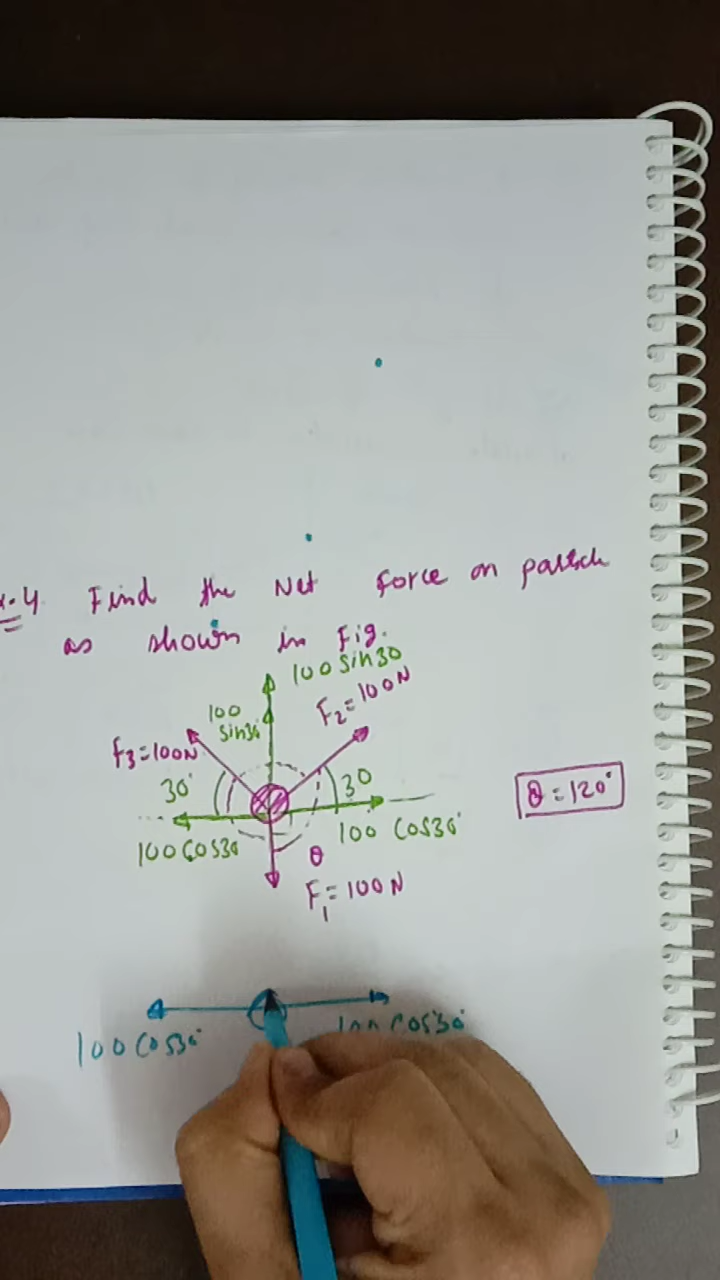 x.4 Find the Net force on
as shown in Fig.
100 sin30
F2=100N
100
sin30°
F3=100N
30°
30
θ=120°
100 Cos30
100 Cos30°
θ
F1=100N
100 Cos30°
100 Cos30°